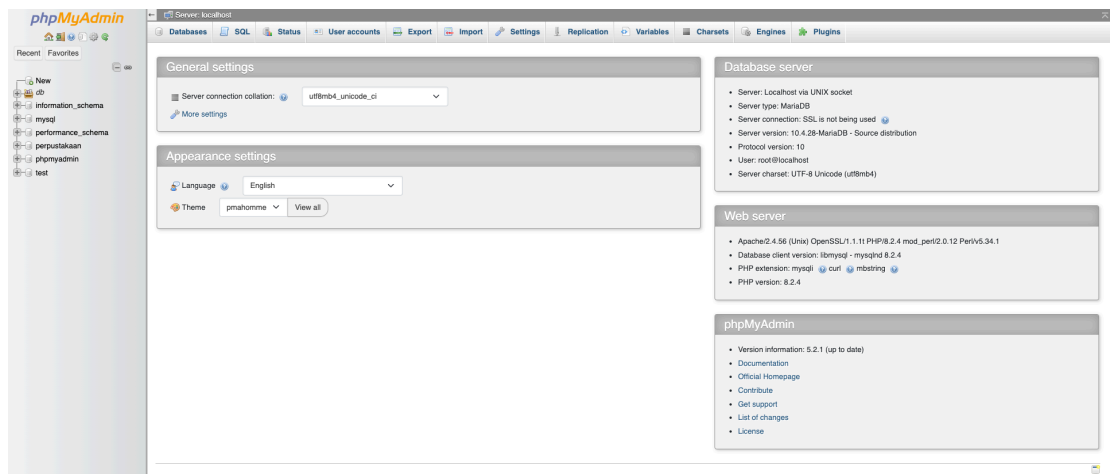 phpMyAdmin
Recent Favorites
New
db
information_schema
mysql
performance_schema
perpustakaan
phpmyadmin
test
Server: localhost
Databases SQL Status User accounts Export Import Settings Replication Variables Charsets Engines Plugins
General settings
Server connection collation: utf8mb4_unicode_ci
More settings
Appearance settings
Language English
Theme pmahomme View all
Database server
Server: Localhost via UNIX socket
Server type: MariaDB
Server connection: SSL is not being used
Server version: 10.4.28-MariaDB - Source distribution
Protocol version: 10
User: root@localhost
Server charset: UTF-8 Unicode (utf8mb4)
Web server
Apache/2.4.56 (Unix) OpenSSL/1.1.1t PHP/8.2.4 mod_perl/2.0.12 Perl/v5.34.1
Database client version: libmysql - mysqlnd 8.2.4
PHP extension: mysqli curl mbstring
PHP version: 8.2.4
phpMyAdmin
Version information: 5.2.1 (up to date)
Documentation
Official Homepage
Contribute
Get support
List of changes
License